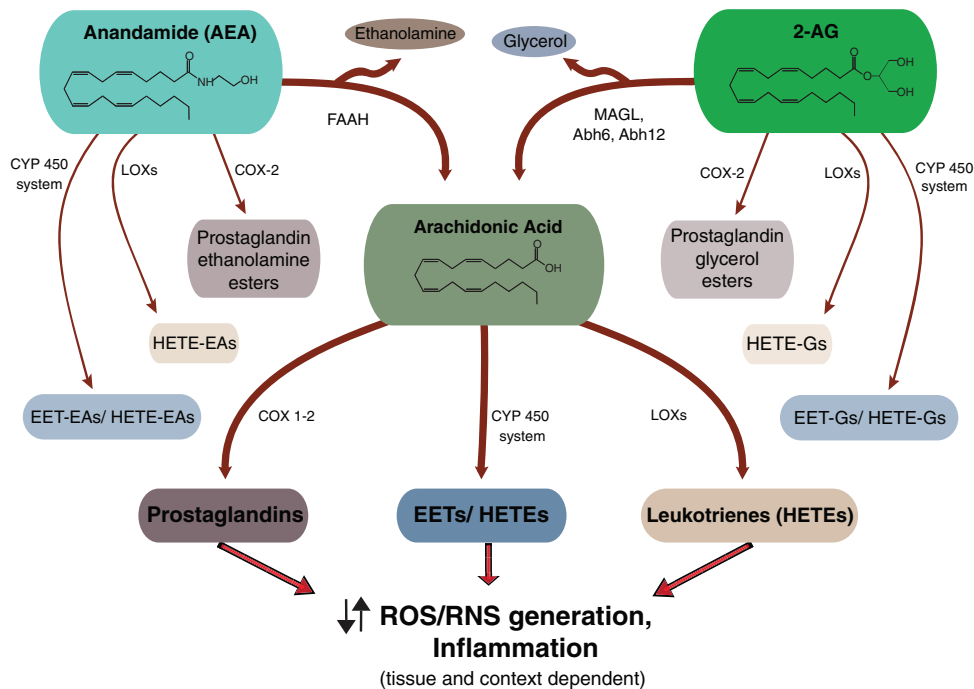 Anandamide (AEA)
O
NH
OH
Ethanolamine
Glycerol
2-AG
O
O
OH
OH
FAAH
MAGL,
Abh6, Abh12
CYP 450
system
LOXs
COX-2
COX-2
LOXs
CYP 450
system
Prostaglandin
ethanolamine
esters
Arachidonic Acid
O
OH
Prostaglandin
glycerol
esters
HETE-EAs
HETE-Gs
EET-EAs/ HETE-EAs
EET-Gs/ HETE-Gs
COX 1-2
CYP 450
system
LOXs
Prostaglandins
EETs/ HETEs
Leukotrienes (HETEs)
↓↑ ROS/RNS generation,
Inflammation
(tissue and context dependent)